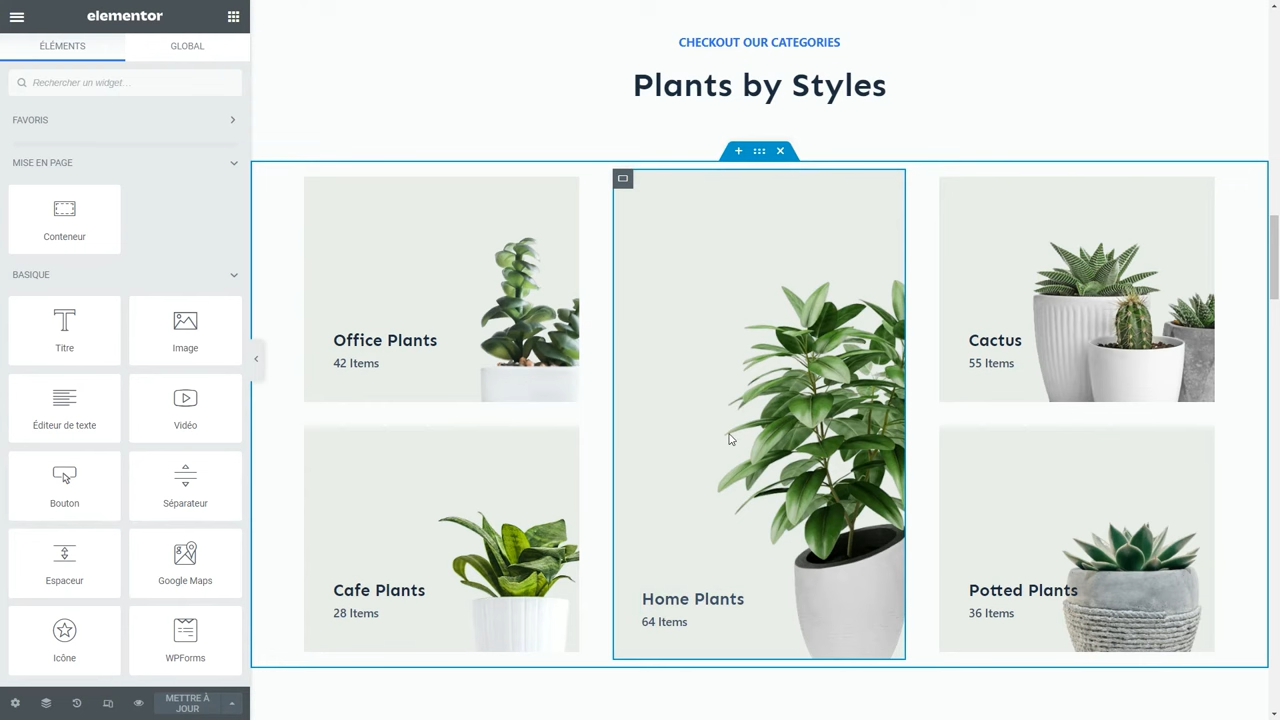 elementor
ÉLÉMENTS
GLOBAL
Rechercher un widget...
FAVORIS
MISE EN PAGE
Conteneur
BASIQUE
Titre
Image
Éditeur de texte
Vidéo
Bouton
Séparateur
Espaceur
Google Maps
Icône
WPForms
METTRE À
JOUR
CHECKOUT OUR CATEGORIES
Plants by Styles
Office Plants
42 Items
Cafe Plants
28 Items
Home Plants
64 Items
Cactus
55 Items
Potted Plants
36 Items